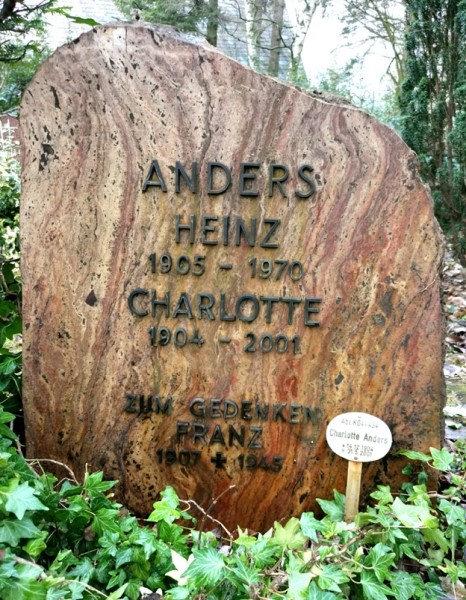 ANDERS
HEINZ
1905 - 1970
CHARLOTTE
1904 - 2001
ZUM GEDENKEN
FRANZ
1907 + 1945
Charlotte Anders